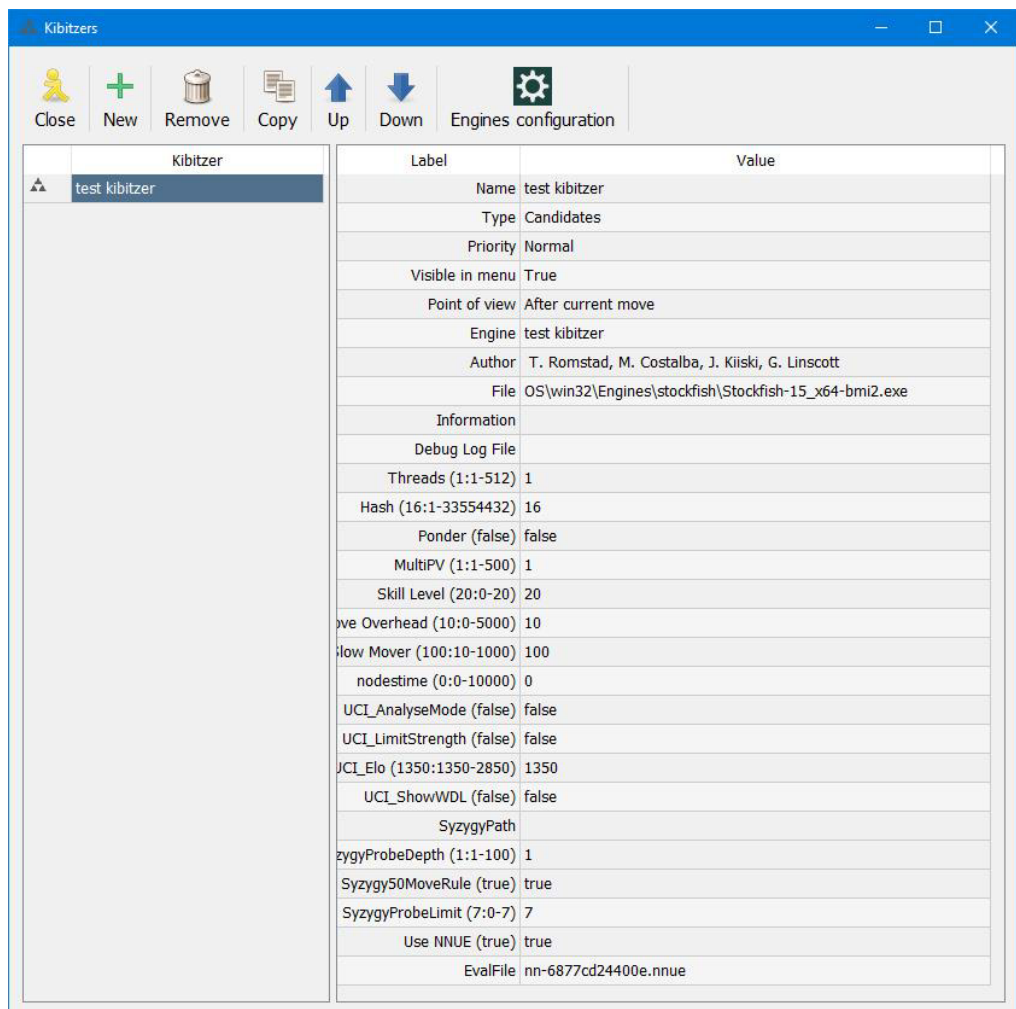 Kibitzers
Close New Remove Copy Up Down Engines configuration
Kibitzer
test kibitzer
Label Value
Name test kibitzer
Type Candidates
Priority Normal
Visible in menu True
Point of view After current move
Engine test kibitzer
Author T. Romstad, M. Costalba, J. Kiiski, G. Linscott
File OS\win32\Engines\stockfish\Stockfish-15_x64-bmi2.exe
Information
Debug Log File
Threads (1:1-512) 1
Hash (16:1-33554432) 16
Ponder (false) false
MultiPV (1:1-500) 1
Skill Level (20:0-20) 20
ove Overhead (10:0-5000) 10
Slow Mover (100:10-1000) 100
nodestime (0:0-10000) 0
UCI_AnalyseMode (false) false
UCI_LimitStrength (false) false
UCI_Elo (1350:1350-2850) 1350
UCI_ShowWDL (false) false
SyzygyPath
zygyProbeDepth (1:1-100) 1
Syzygy50MoveRule (true) true
SyzygyProbeLimit (7:0-7) 7
Use NNUE (true) true
EvalFile nn-6877cd24400e.nnue